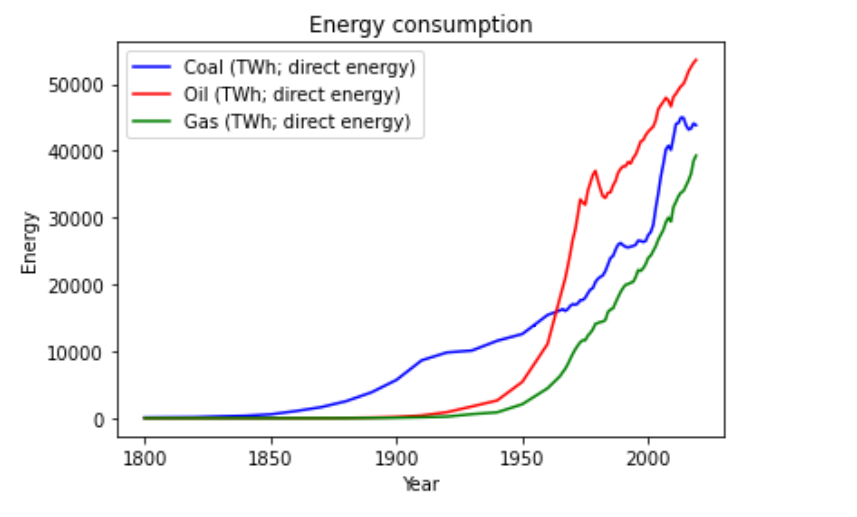 Energy consumption
Coal (TWh; direct energy)
Oil (TWh; direct energy)
Gas (TWh; direct energy)
50000
40000
30000
20000
10000
0
Energy
1800 1850 1900 1950 2000
Year